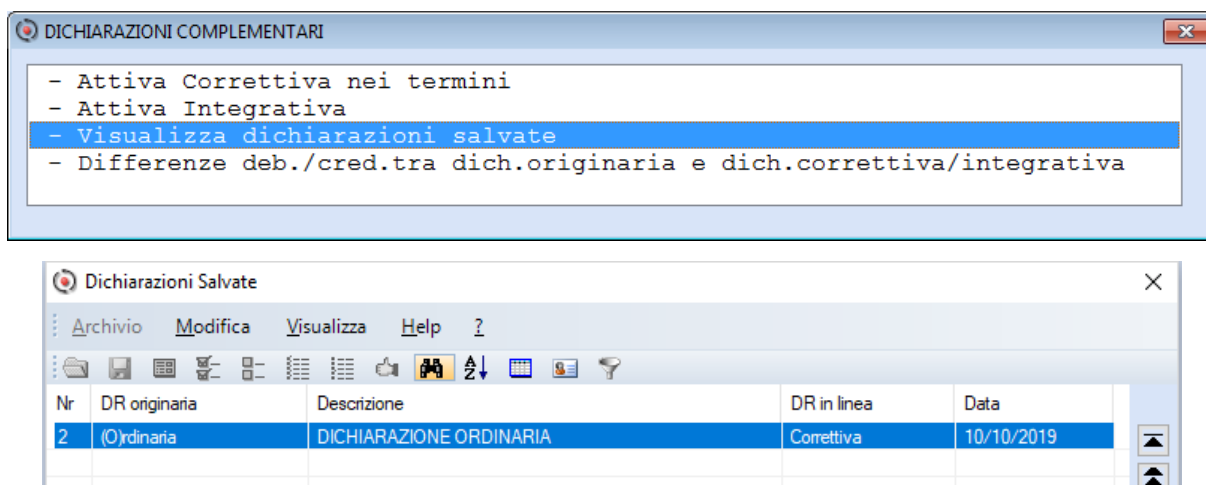 DICHIARAZIONI COMPLEMENTARI
- Attiva Correttiva nei termini
- Attiva Integrativa
- Visualizza dichiarazioni salvate
- Differenze deb./cred.tra dich.originaria e dich.correttiva/integrativa
Dichiarazioni Salvate
Archivio Modifica Visualizza Help ?
Nr DR originaria Descrizione DR in linea Data
2 (O)rdinaria DICHIARAZIONE ORDINARIA Correttiva 10/10/2019